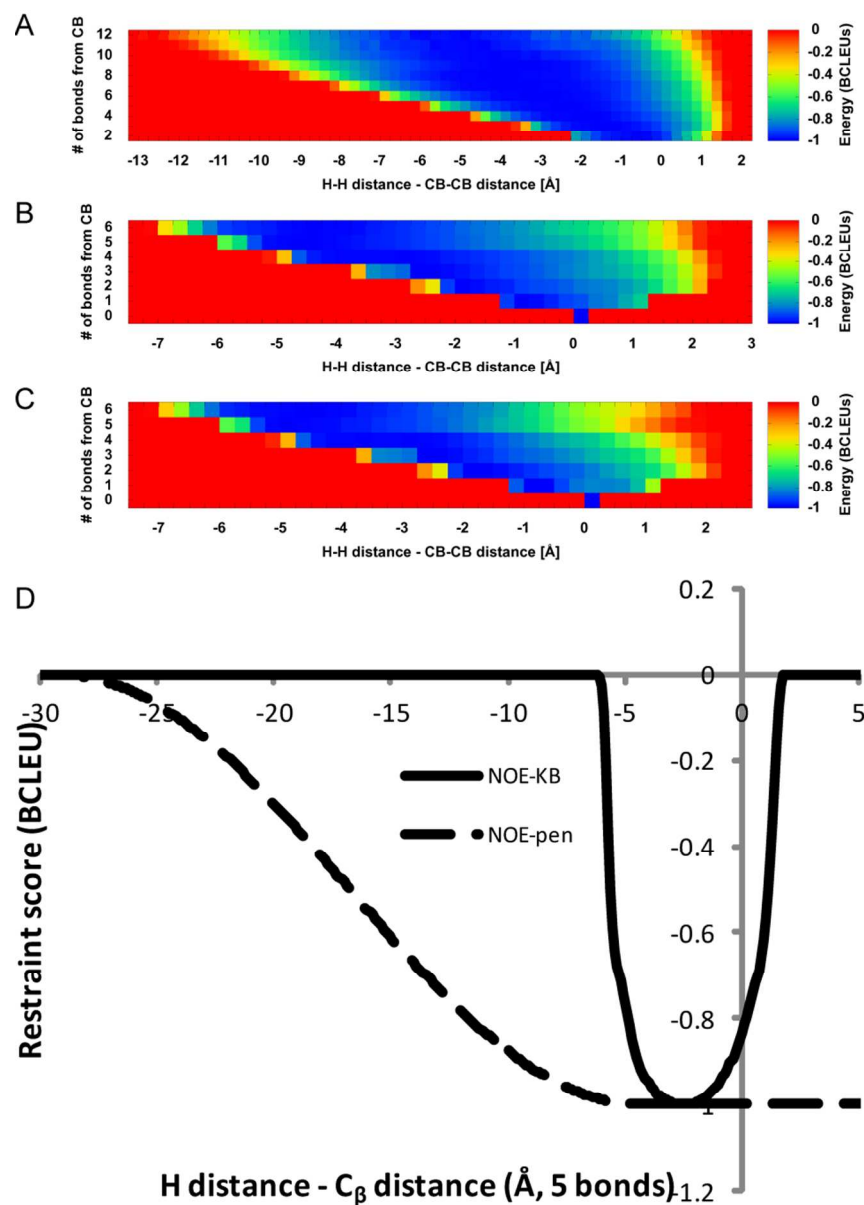 A
# of bonds from CB
12
10
8
6
4
2
-13 -12 -11 -10 -9 -8 -7 -6 -5 -4 -3 -2 -1 0 1 2
H-H distance - CB-CB distance [Å]
0
-0.2
-0.4
-0.6
-0.8
-1
Energy (BCLEUs)
B
# of bonds from CB
6
5
4
3
2
1
0
-7 -6 -5 -4 -3 -2 -1 0 1 2 3
H-H distance - CB-CB distance [Å]
0
-0.2
-0.4
-0.6
-0.8
-1
Energy (BCLEUs)
C
# of bonds from CB
6
5
4
3
2
1
0
-7 -6 -5 -4 -3 -2 -1 0 1 2
H-H distance - CB-CB distance [Å]
0
-0.2
-0.4
-0.6
-0.8
-1
Energy (BCLEUs)
D
Restraint score (BCLEU)
0.2
0
-30 -25 -20 -15 -10 -5 0 5
-0.2
NOE-KB
-0.4
NOE-pen
-0.6
-0.8
-1
-1.2
H distance - Cβ distance (Å, 5 bonds)